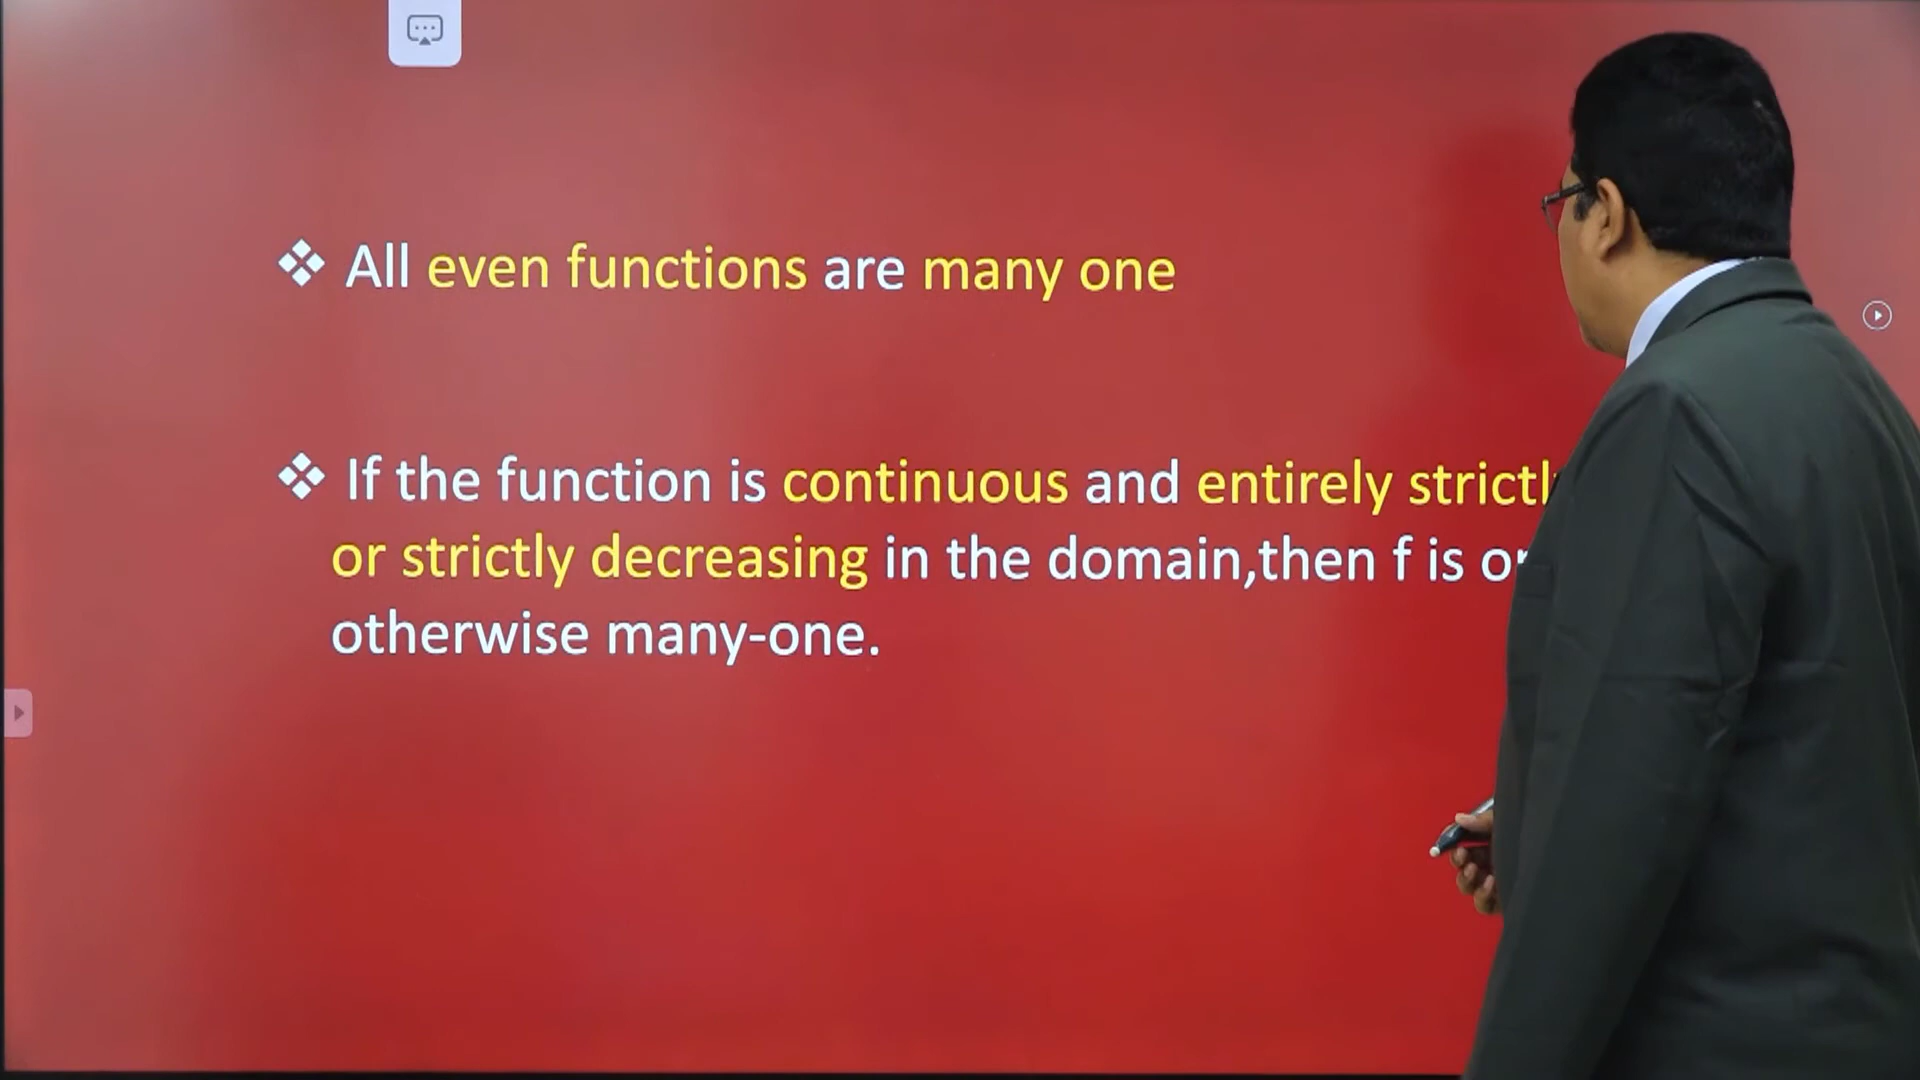 All even functions are many one
If the function is continuous and entirely
or strictly decreasing in the domain,then f is
otherwise many-one.